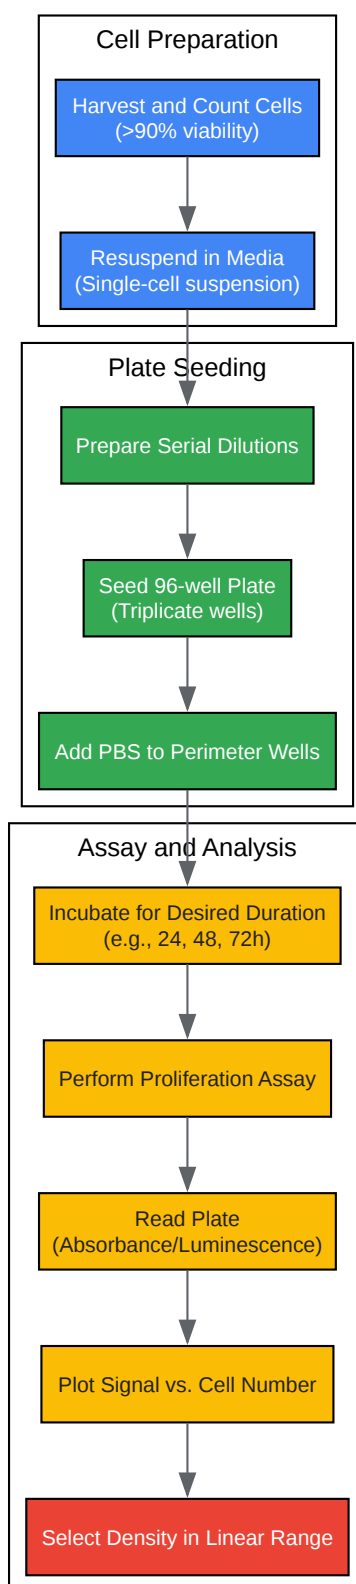 Cell Preparation
Harvest and Count Cells
(>90% viability)
Resuspend in Media
(Single-cell suspension)
Plate Seeding
Prepare Serial Dilutions
Seed 96-well Plate
(Triplicate wells)
Add PBS to Perimeter Wells
Assay and Analysis
Incubate for Desired Duration
(e.g., 24, 48, 72h)
Perform Proliferation Assay
Read Plate
(Absorbance/Luminescence)
Plot Signal vs. Cell Number
Select Density in Linear Range